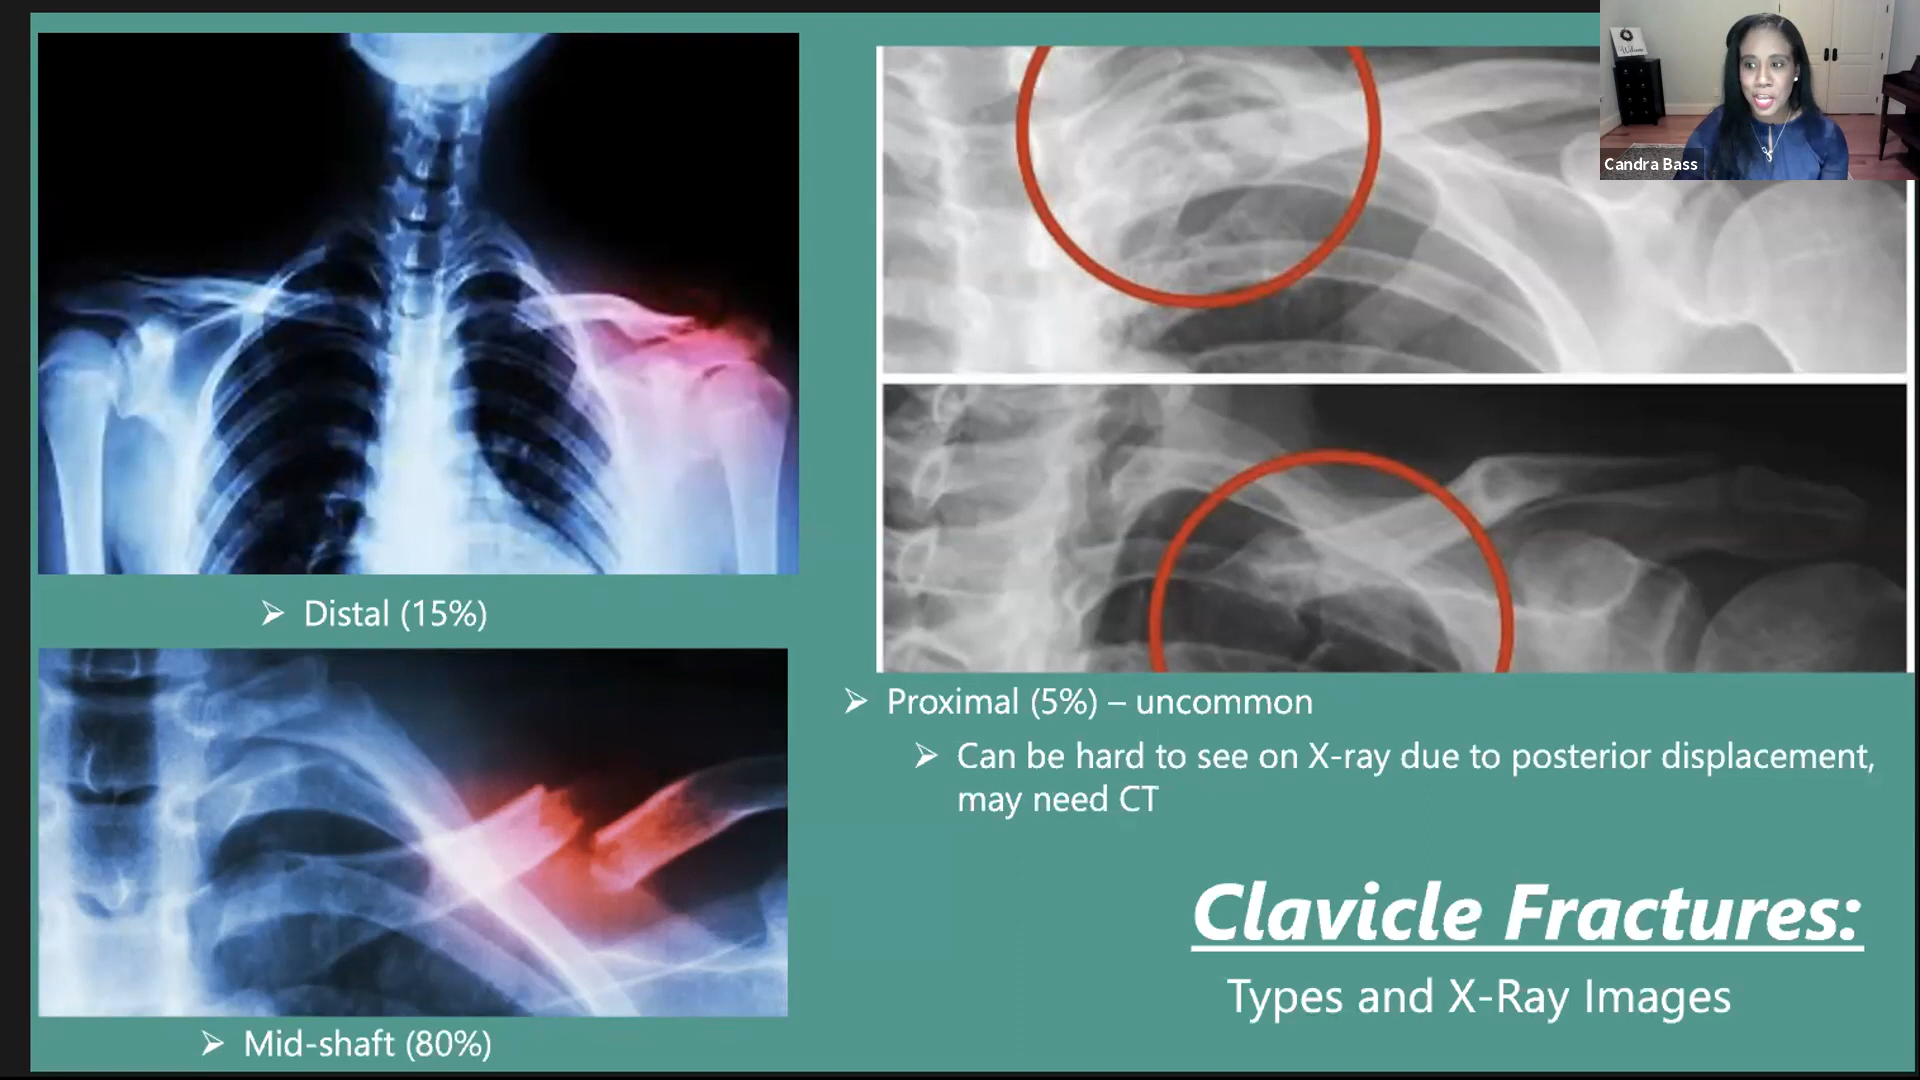 Welcome
Candra Bass
➢ Distal (15%)
➢ Mid-shaft (80%)
➢ Proximal (5%) – uncommon
➢ Can be hard to see on X-ray due to posterior displacement,
may need CT
Clavicle Fractures:
Types and X-Ray Images